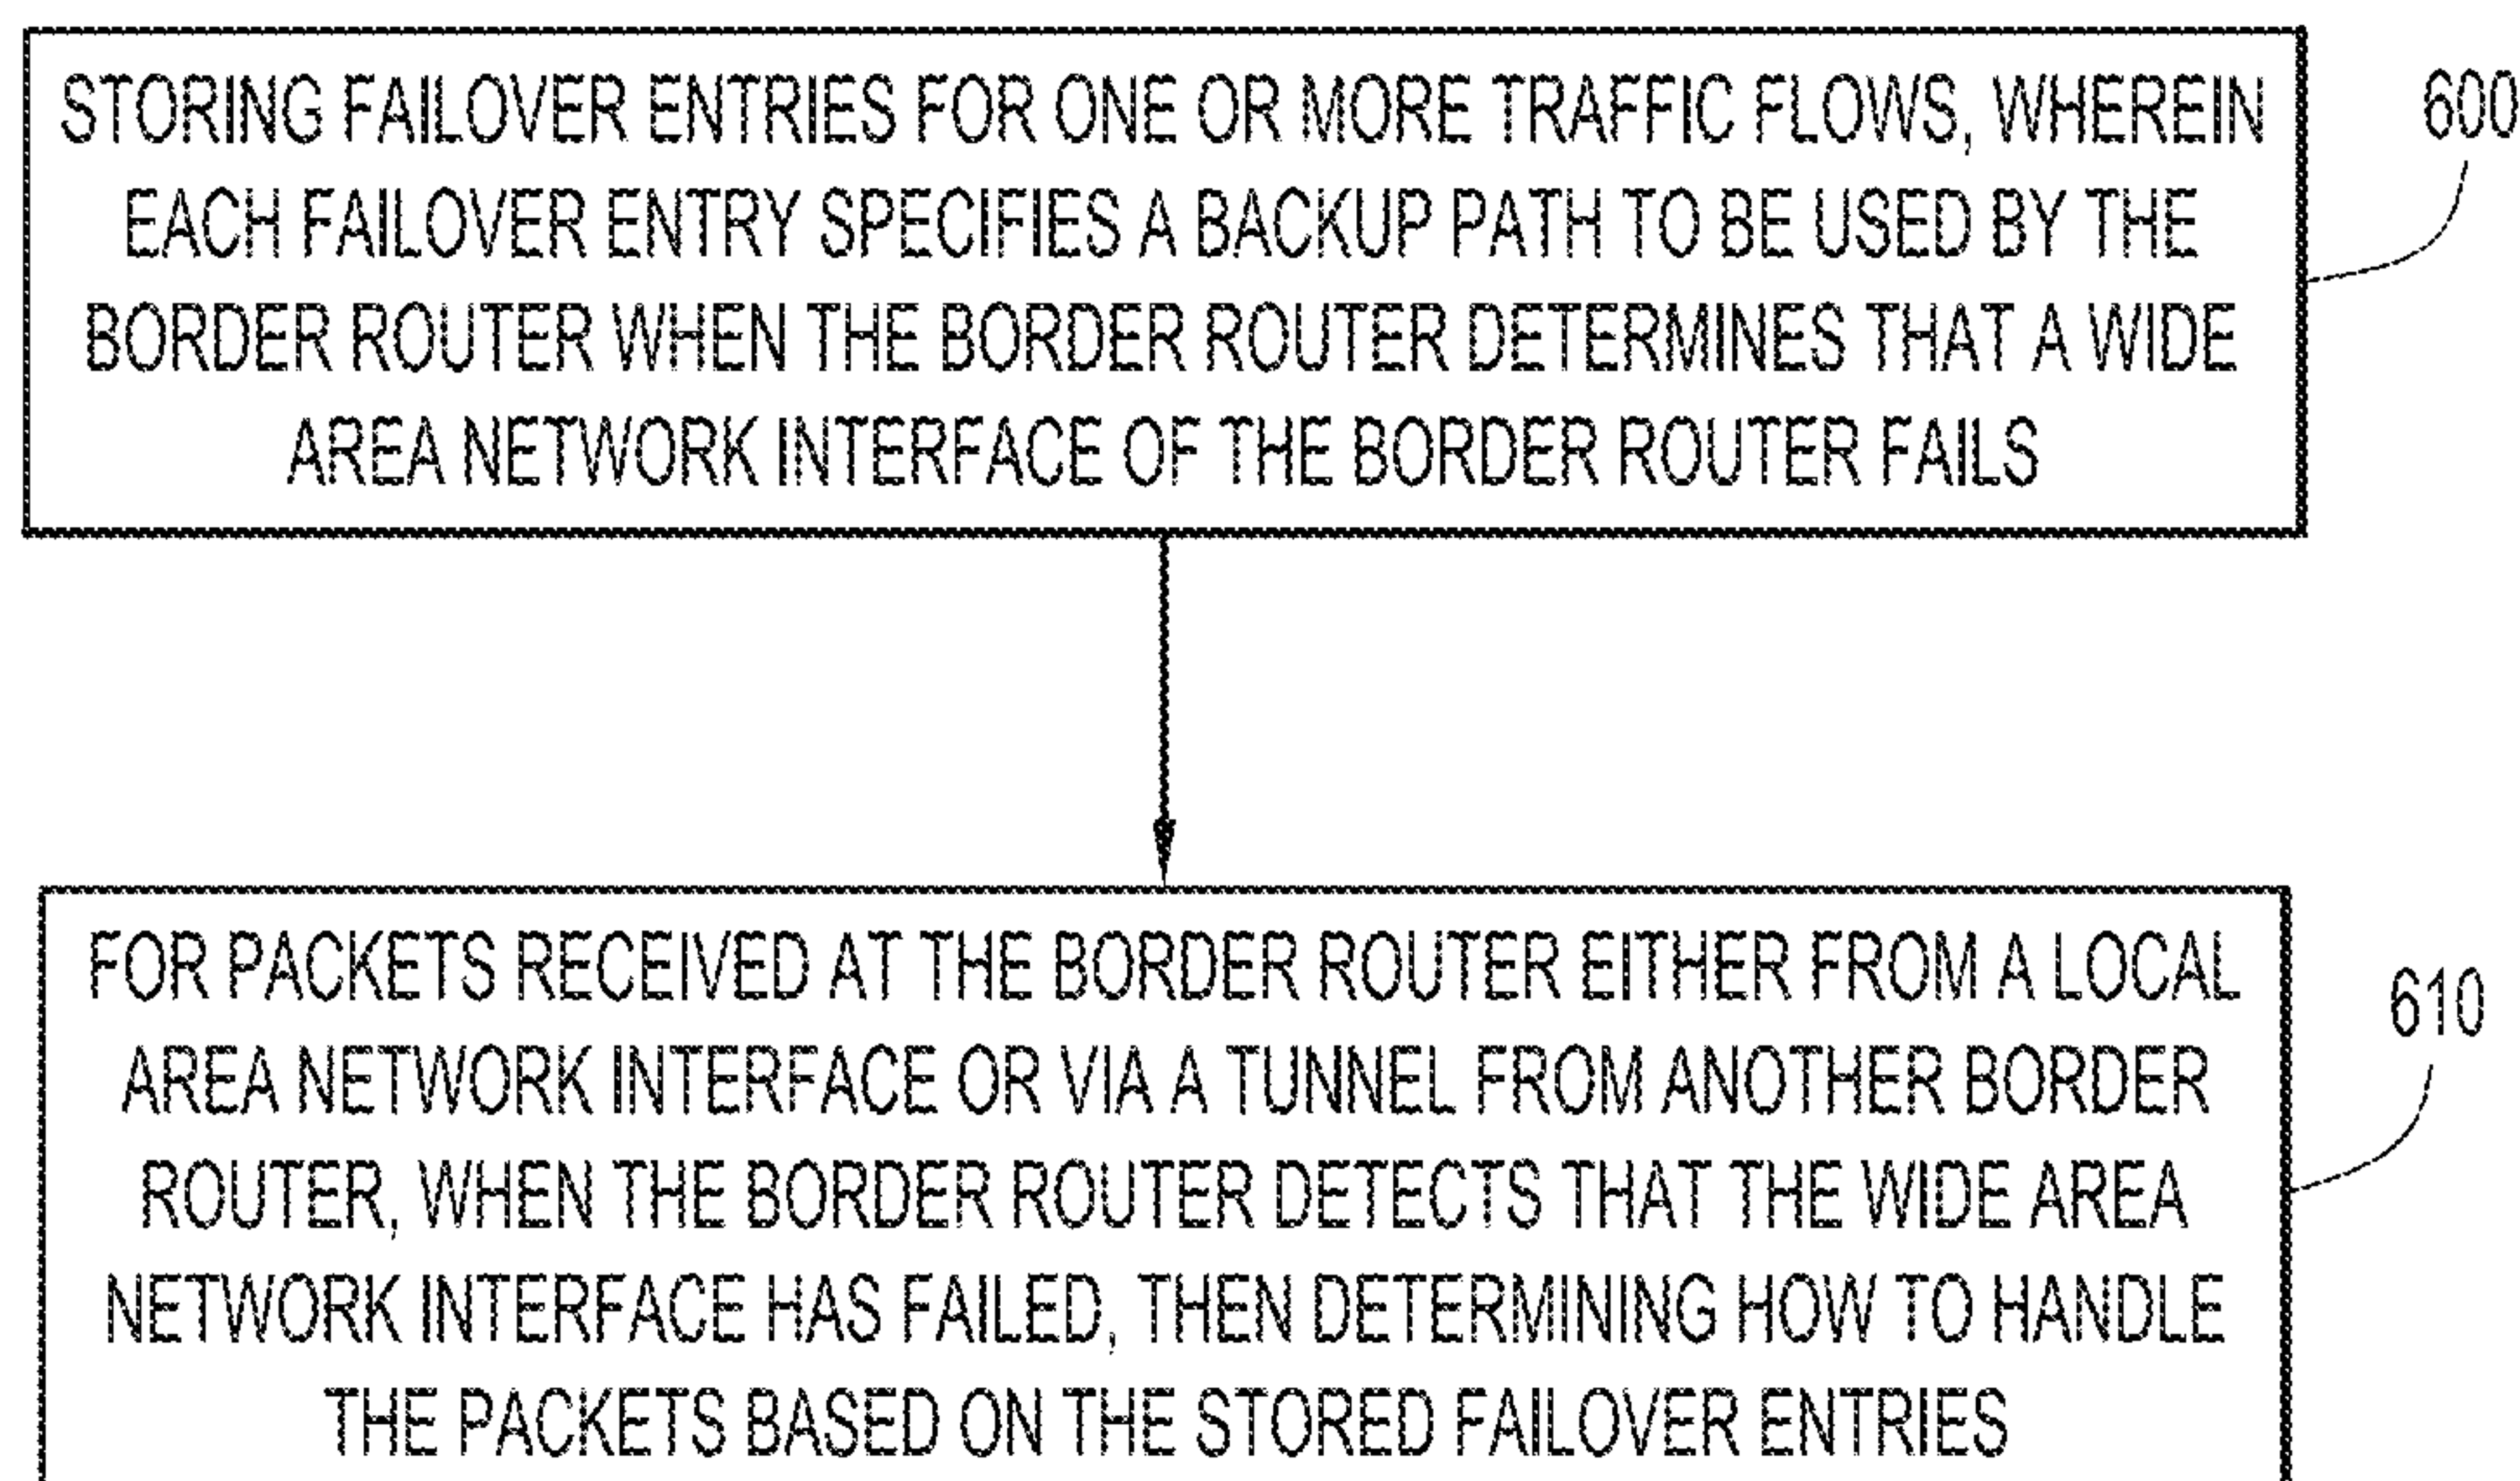 STORING FAILOVER ENTRIES FOR ONE OR MORE TRAFFIC FLOWS, WHEREIN
EACH FAILOVER ENTRY SPECIFIES A BACKUP PATH TO BE USED BY THE
BORDER ROUTER WHEN THE BORDER ROUTER DETERMINES THAT A WIDE
AREA NETWORK INTERFACE OF THE BORDER ROUTER FAILS
600
FOR PACKETS RECEIVED AT THE BORDER ROUTER EITHER FROM A LOCAL
AREA NETWORK INTERFACE OR VIA A TUNNEL FROM ANOTHER BORDER
ROUTER, WHEN THE BORDER ROUTER DETECTS THAT THE WIDE AREA
NETWORK INTERFACE HAS FAILED, THEN DETERMINING HOW TO HANDLE
THE PACKETS BASED ON THE STORED FAILOVER ENTRIES
610